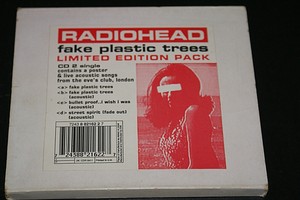 RADIOHEAD
fake plastic trees
LIMITED EDITION PACK
CD 2 single
contains a poster
& live acoustic songs
from the eve's club, london
<a> fake plastic trees
<b> fake plastic trees
(acoustic)
<c> bullet proof..i wish i was
(acoustic)
<d> street spirit (fade out)
(acoustic)